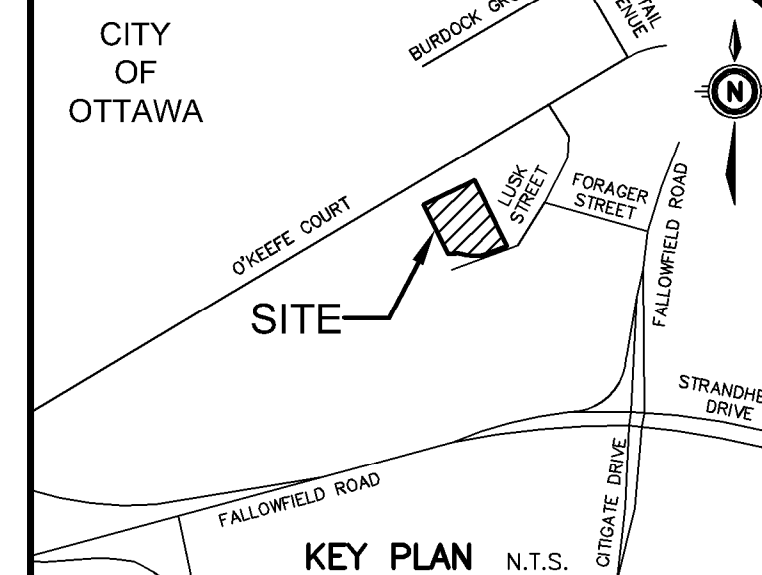 CITY
OF
OTTAWA
BURDOCK
N
LUSK
STREET
FORAGER
STREET
FALLOWFIELD ROAD
O'KEEFE COURT
SITE
DRIVE
CITIGATE DRIVE
FALLOWFIELD ROAD
KEY PLAN N.T.S.